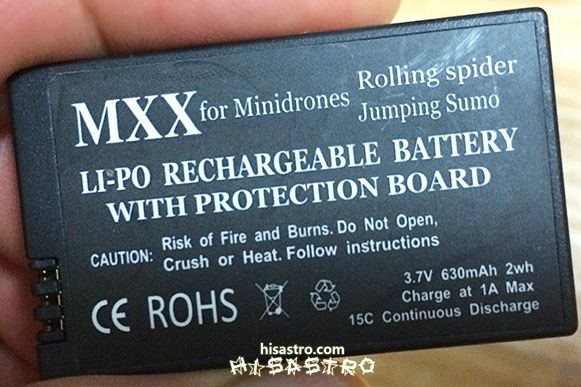 MXX for Minidrones Rolling spider
Jumping Sumo
LI-PO RECHARGEABLE BATTERY
WITH PROTECTION BOARD
CAUTION: Risk of Fire and Burns. Do Not Open,
Crush or Heat. Follow instructions
3.7V 630mAh 2wh
Charge at 1A Max
15C Continuous Discharge
CE ROHS
hisastro.com
HiSASTRO